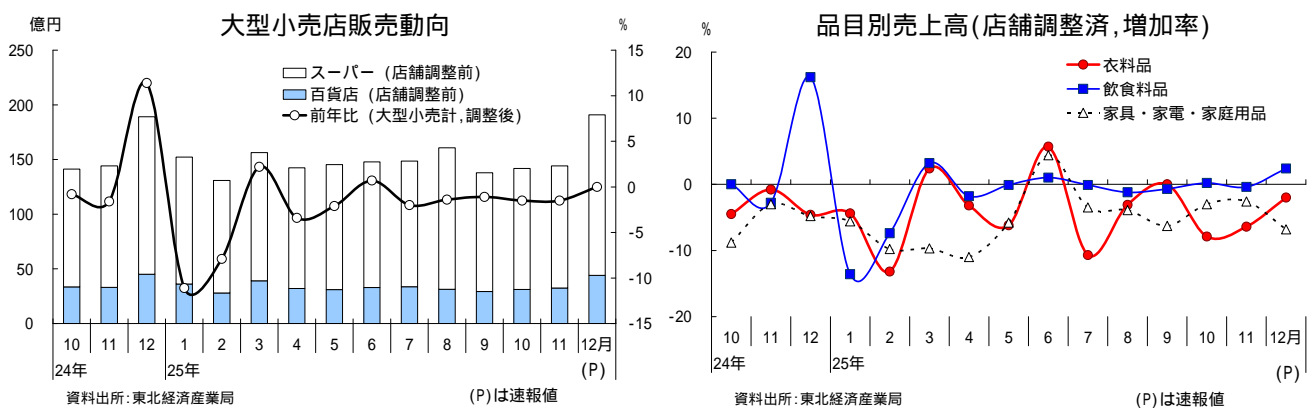 大型小売店販売動向
億円
%
250
200
150
100
50
0
15
10
5
0
-5
-10
-15
スーパー (店舗調整前)
百貨店 (店舗調整前)
前年比 (大型小売計,調整後)
10 11 12 1 2 3 4 5 6 7 8 9 10 11 12月
24年 25年 (P)
資料出所:東北経済産業局 (P)は速報値
品目別売上高(店舗調整済,増加率)
%
20
10
0
-10
-20
衣料品
飲食料品
家具・家電・家庭用品
10 11 12 1 2 3 4 5 6 7 8 9 10 11 12月
24年 25年 (P)
資料出所:東北経済産業局 (P)は速報値